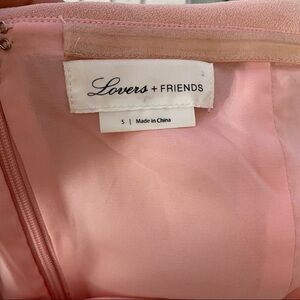 Lovers + FRIENDS
S | Made in China